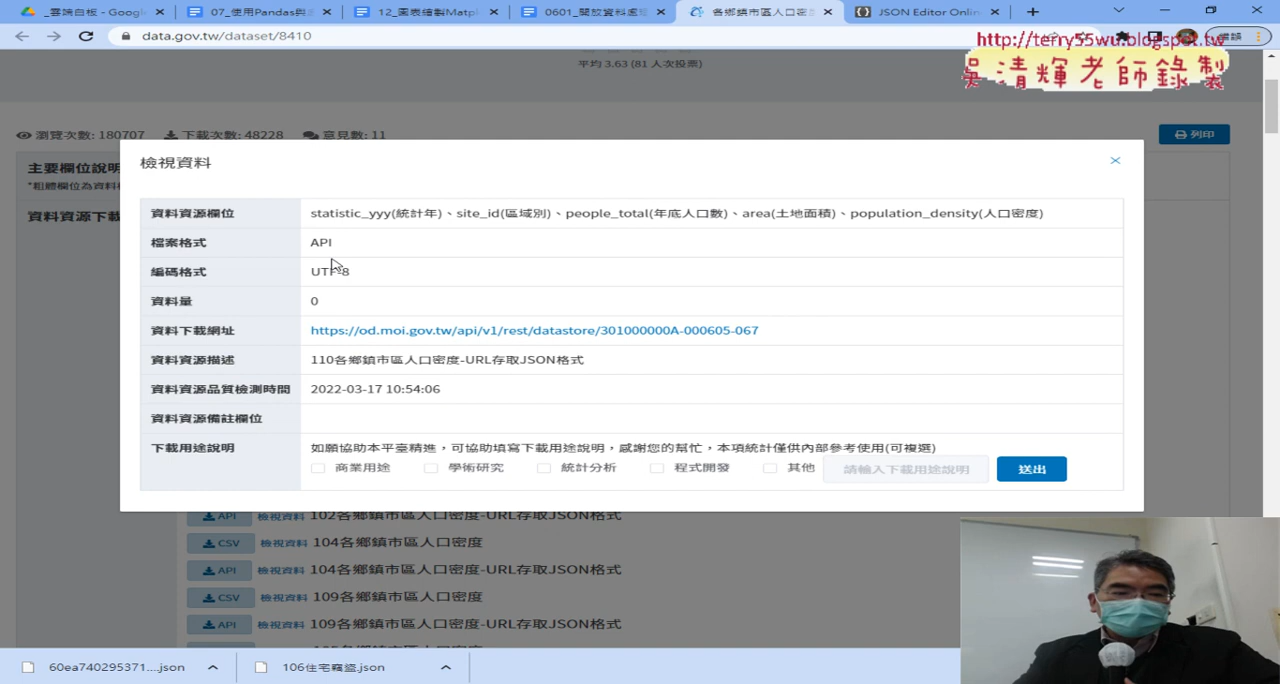 _雲端白板 - Google
07_使用Pandas與
12_圖表繪製Matpl
0601_開放資料處理
各鄉鎮市區人口密
JSON Editor Onlin
data.gov.tw/dataset/8410
http://terry55wu.blogspot.tw
吳清輝老師錄製
平均 3.63 (81 人次投票)
瀏覽次數: 180707 下載次數: 48228 意見數: 11
列印
主要欄位說明
*粗體欄位為資料
資料資源下載
檢視資料
資料資源欄位 statistic_yyy(統計年)、site_id(區域別)、people_total(年底人口數)、area(土地面積)、population_density(人口密度)
檔案格式 API
編碼格式 UTF-8
資料量 0
資料下載網址 https://od.moi.gov.tw/api/v1/rest/datastore/301000000A-000605-067
資料資源描述 110各鄉鎮市區人口密度-URL存取JSON格式
資料資源品質檢測時間 2022-03-17 10:54:06
資料資源備註欄位
下載用途說明 如願協助本平臺精進，可協助填寫下載用途說明，感謝您的幫忙，本項統計僅供內部參考使用(可複選)
商業用途 學術研究 統計分析 程式開發 其他 請輸入下載用途說明 送出
API 檢視資料 102各鄉鎮市區人口密度-URL存取JSON格式
CSV 檢視資料 104各鄉鎮市區人口密度
API 檢視資料 104各鄉鎮市區人口密度-URL存取JSON格式
CSV 檢視資料 109各鄉鎮市區人口密度
API 檢視資料 109各鄉鎮市區人口密度-URL存取JSON格式
60ea740295371....json
106住宅竊盜.json